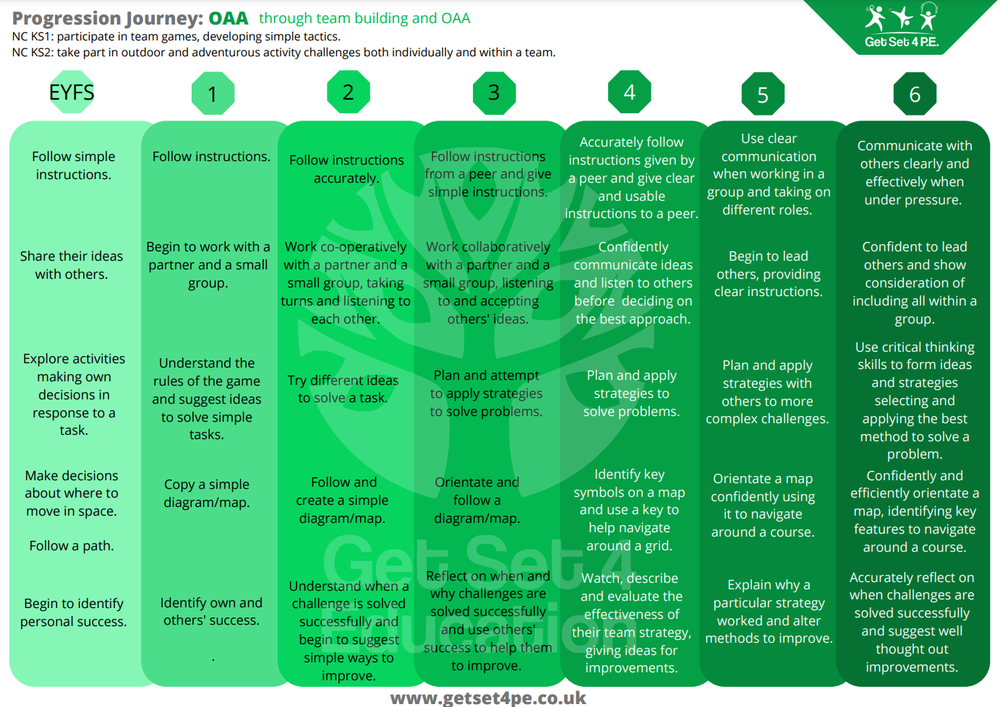 Progression Journey: OAA through team building and OAA
NC KS1: participate in team games, developing simple tactics.
NC KS2: take part in outdoor and adventurous activity challenges both individually and within a team.
Get Set 4 P.E.
EYFS
Follow simple
instructions.
Share their ideas
with others.
Explore activities
making own
decisions in
response to a
task.
Make decisions
about where to
move in space.
Follow a path.
Begin to identify
personal success.
1
Follow instructions.
Begin to work with a
partner and a small
group.
Understand the
rules of the game
and suggest ideas
to solve simple
tasks.
Copy a simple
diagram/map.
Identify own and
others' success.
.
2
Follow instructions
accurately.
Work co-operatively
with a partner and a
small group, taking
turns and listening to
each other.
Try different ideas
to solve a task.
Follow and
create a simple
diagram/map.
Understand when a
challenge is solved
successfully and
begin to suggest
simple ways to
improve.
3
Follow instructions
from a peer and give
simple instructions.
Work collaboratively
with a partner and a
small group, listening
to and accepting
others' ideas.
Plan and attempt
to apply strategies
to solve problems.
Orientate and
follow a
diagram/map.
Reflect on when and
why challenges are
solved successfully
and use others'
success to help them
to improve.
4
Accurately follow
instructions given by
a peer and give clear
and usable
instructions to a peer.
Confidently
communicate ideas
and listen to others
before deciding on
the best approach.
Plan and apply
strategies to
solve problems.
Identify key
symbols on a map
and use a key to
help navigate
around a grid.
Watch, describe
and evaluate the
effectiveness of
their team strategy,
giving ideas for
improvements.
5
Use clear
communication
when working in a
group and taking on
different roles.
Begin to lead
others, providing
clear instructions.
Plan and apply
strategies with
others to more
complex challenges.
Orientate a map
confidently using
it to navigate
around a course.
Explain why a
particular strategy
worked and alter
methods to improve.
6
Communicate with
others clearly and
effectively when
under pressure.
Confident to lead
others and show
consideration of
including all within a
group.
Use critical thinking
skills to form ideas
and strategies
selecting and
applying the best
method to solve a
problem.
Confidently and
efficiently orientate a
map, identifying key
features to navigate
around a course.
Accurately reflect on
when challenges are
solved successfully
and suggest well
thought out
improvements.
Get Set 4
Education
www.getset4pe.co.uk